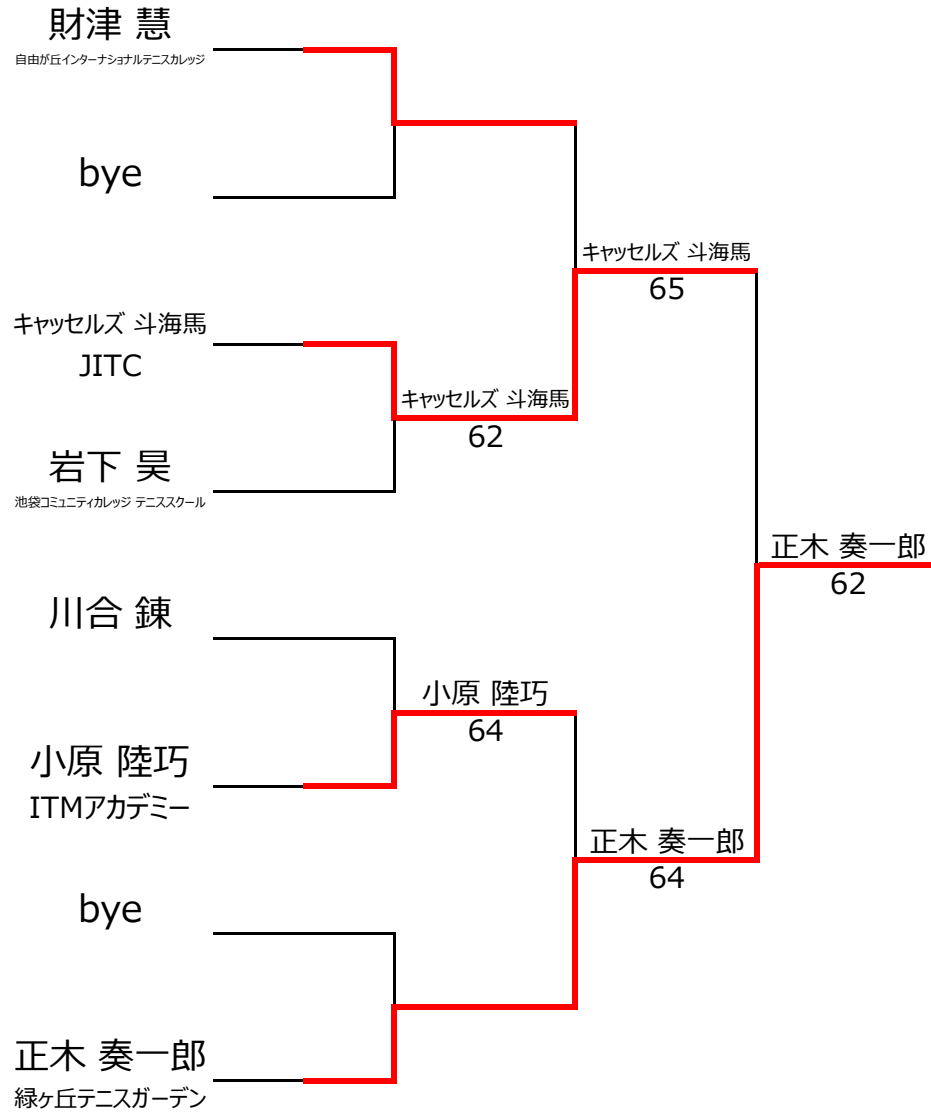 財津 慧
自由が丘インターナショナルテニスカレッジ
bye
キャッセルズ 斗海馬
65
キャッセルズ 斗海馬
JITC
キャッセルズ 斗海馬
62
岩下 昊
池袋コミュニティカレッジ テニススクール
正木 奏一郎
62
川合 錬
小原 陸巧
64
小原 陸巧
ITMアカデミー
正木 奏一郎
64
bye
正木 奏一郎
緑ヶ丘テニスガーデン